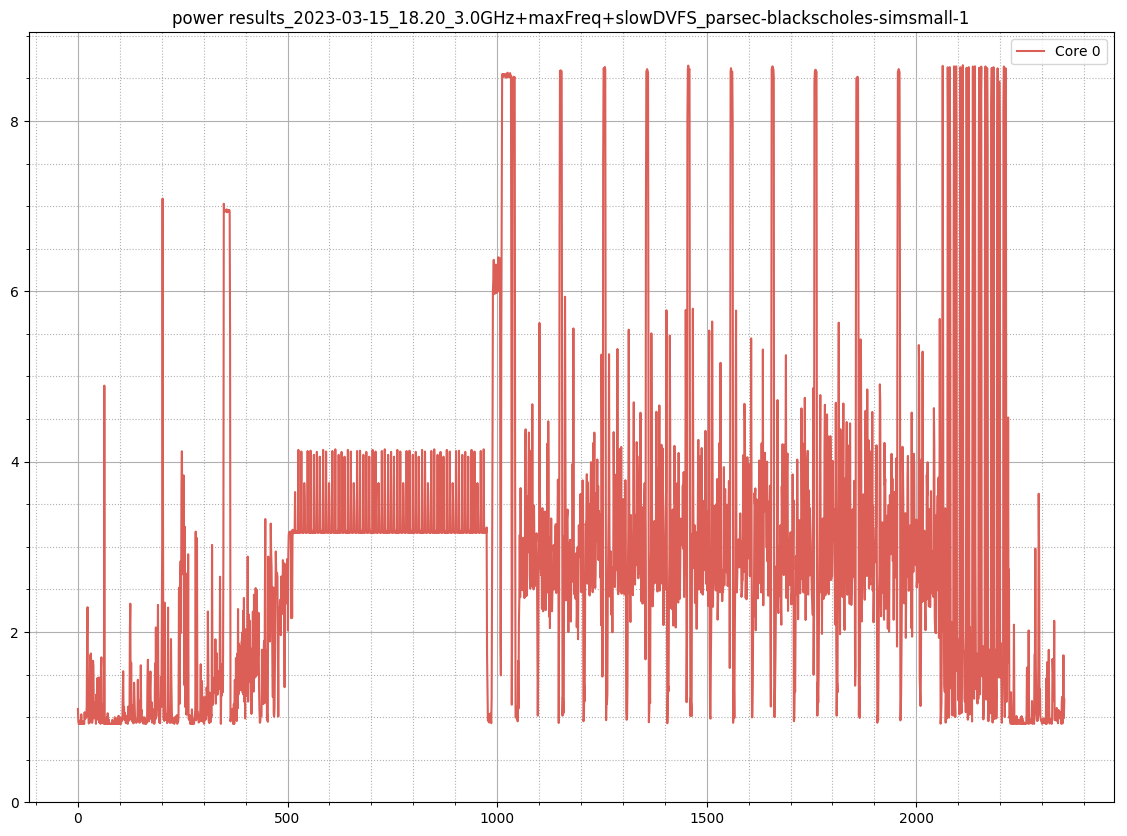 power results_2023-03-15_18.20_3.0GHz+maxFreq+slowDVFS_parsec-blackscholes-simsmall-1
Core 0
8
6
4
2
0
0 500 1000 1500 2000